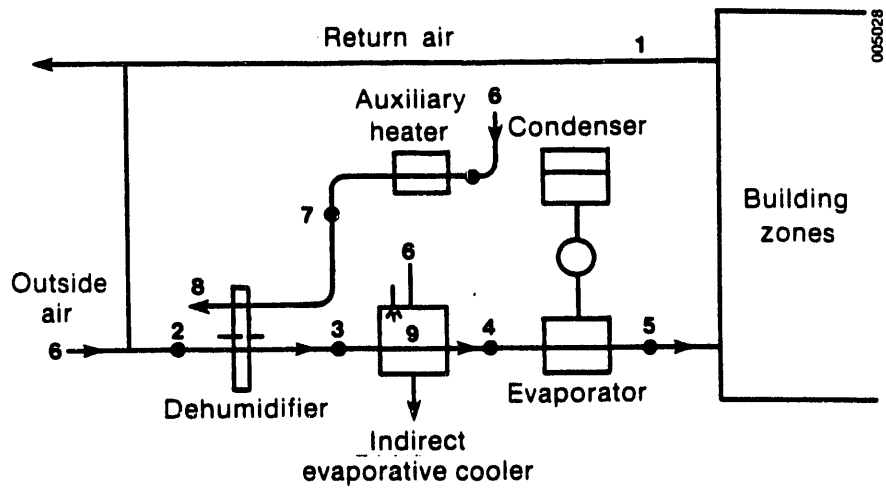 005028
Return air
1
Auxiliary
heater
6
Condenser
Building
zones
7
8
6
Outside
air
2
3
9
4
5
6
Evaporator
Dehumidifier
Indirect
evaporative cooler